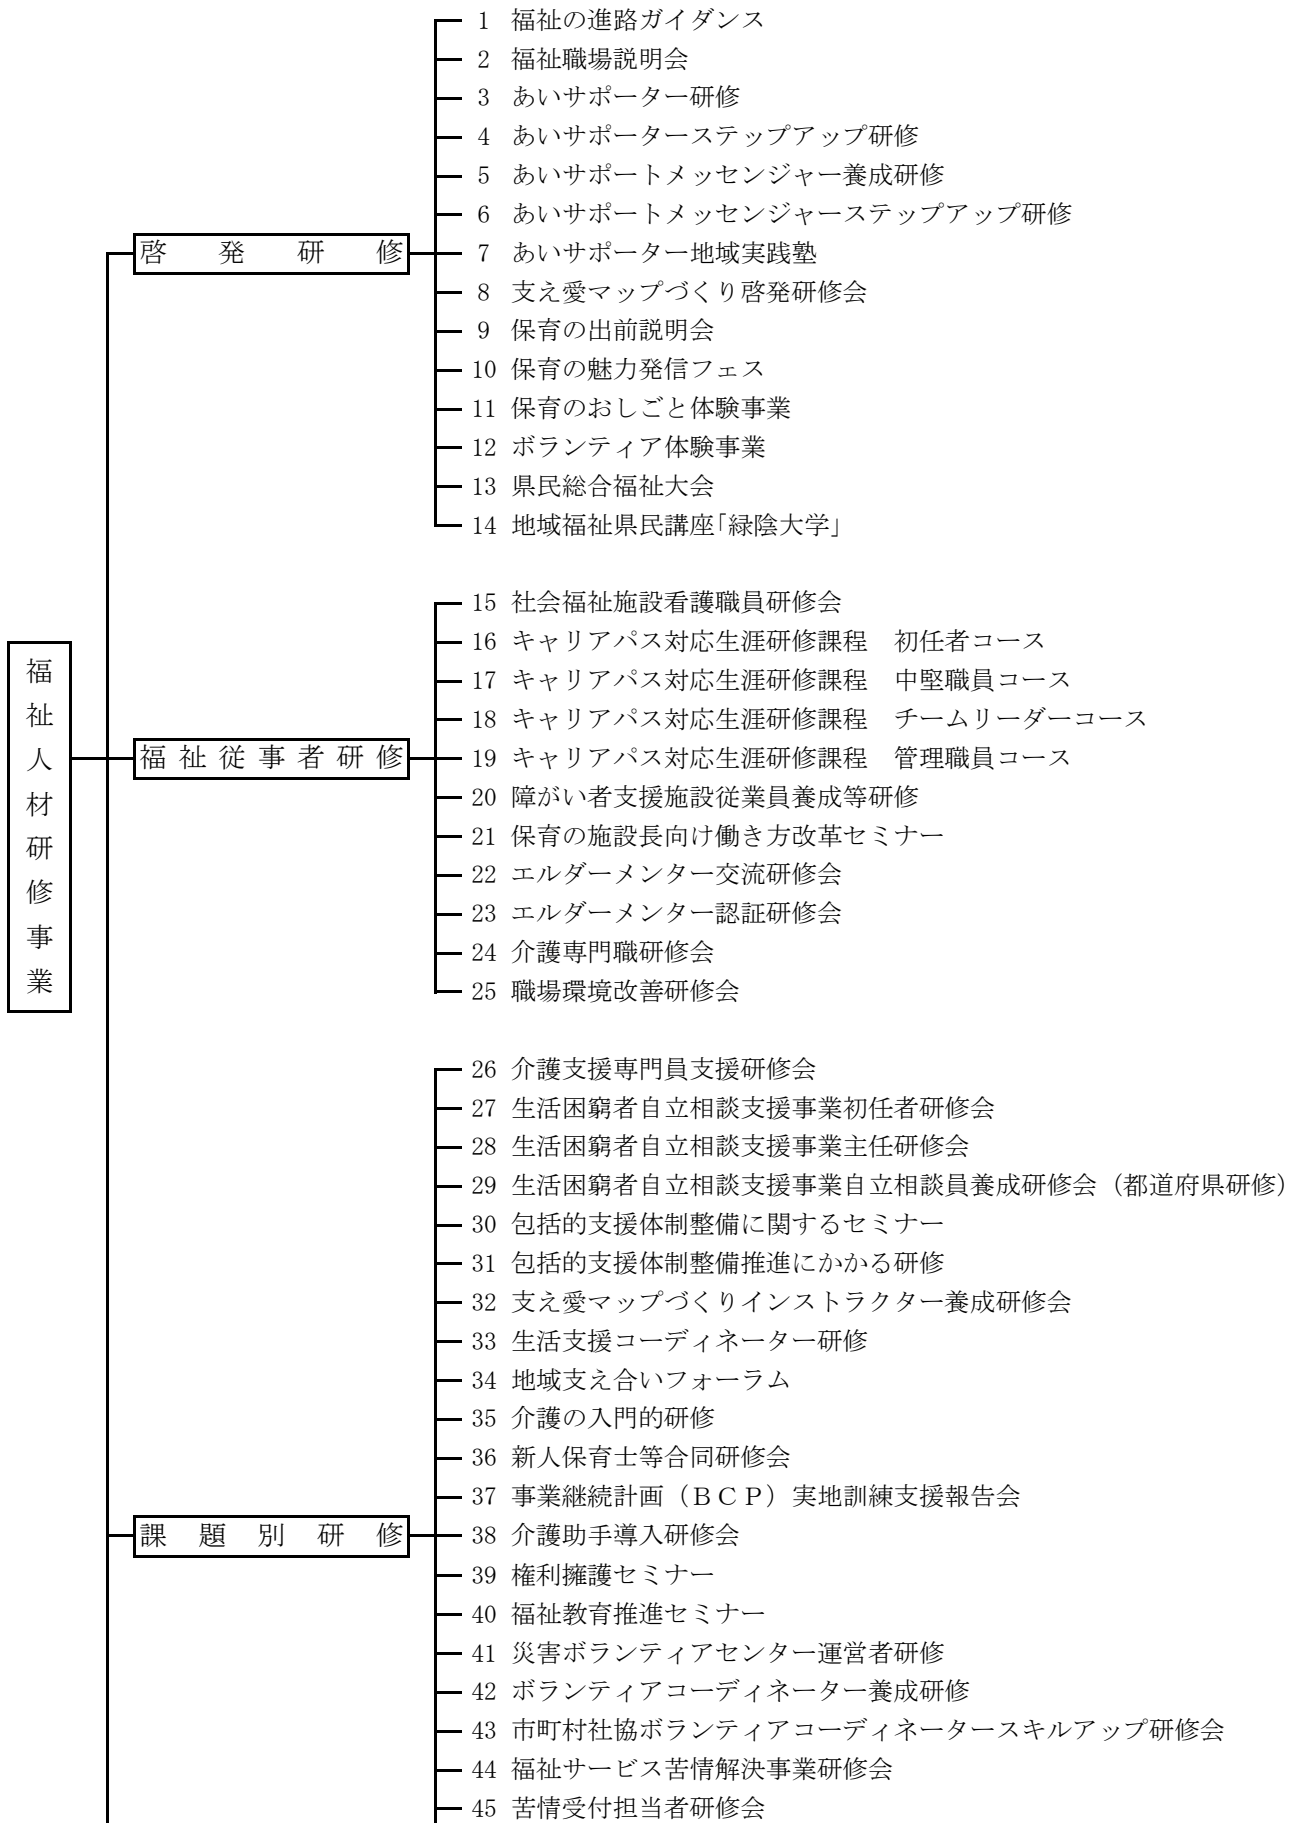 福祉人材研修事業
啓発研修
1 福祉の進路ガイダンス
2 福祉職場説明会
3 あいサポーター研修
4 あいサポーターステップアップ研修
5 あいサポートメッセンジャー養成研修
6 あいサポートメッセンジャーステップアップ研修
7 あいサポーター地域実践塾
8 支え愛マップづくり啓発研修会
9 保育の出前説明会
10 保育の魅力発信フェス
11 保育のおしごと体験事業
12 ボランティア体験事業
13 県民総合福祉大会
14 地域福祉県民講座「緑陰大学」
福祉従事者研修
15 社会福祉施設看護職員研修会
16 キャリアパス対応生涯研修課程　初任者コース
17 キャリアパス対応生涯研修課程　中堅職員コース
18 キャリアパス対応生涯研修課程　チームリーダーコース
19 キャリアパス対応生涯研修課程　管理職員コース
20 障がい者支援施設従業員養成等研修
21 保育の施設長向け働き方改革セミナー
22 エルダーメンター交流研修会
23 エルダーメンター認証研修会
24 介護専門職研修会
25 職場環境改善研修会
課題別研修
26 介護支援専門員支援研修会
27 生活困窮者自立相談支援事業初任者研修会
28 生活困窮者自立相談支援事業主任研修会
29 生活困窮者自立相談支援事業自立相談員養成研修会（都道府県研修）
30 包括的支援体制整備に関するセミナー
31 包括的支援体制整備推進にかかる研修
32 支え愛マップづくりインストラクター養成研修会
33 生活支援コーディネーター研修
34 地域支え合いフォーラム
35 介護の入門的研修
36 新人保育士等合同研修会
37 事業継続計画（ＢＣＰ）実地訓練支援報告会
38 介護助手導入研修会
39 権利擁護セミナー
40 福祉教育推進セミナー
41 災害ボランティアセンター運営者研修
42 ボランティアコーディネーター養成研修
43 市町村社協ボランティアコーディネータースキルアップ研修会
44 福祉サービス苦情解決事業研修会
45 苦情受付担当者研修会